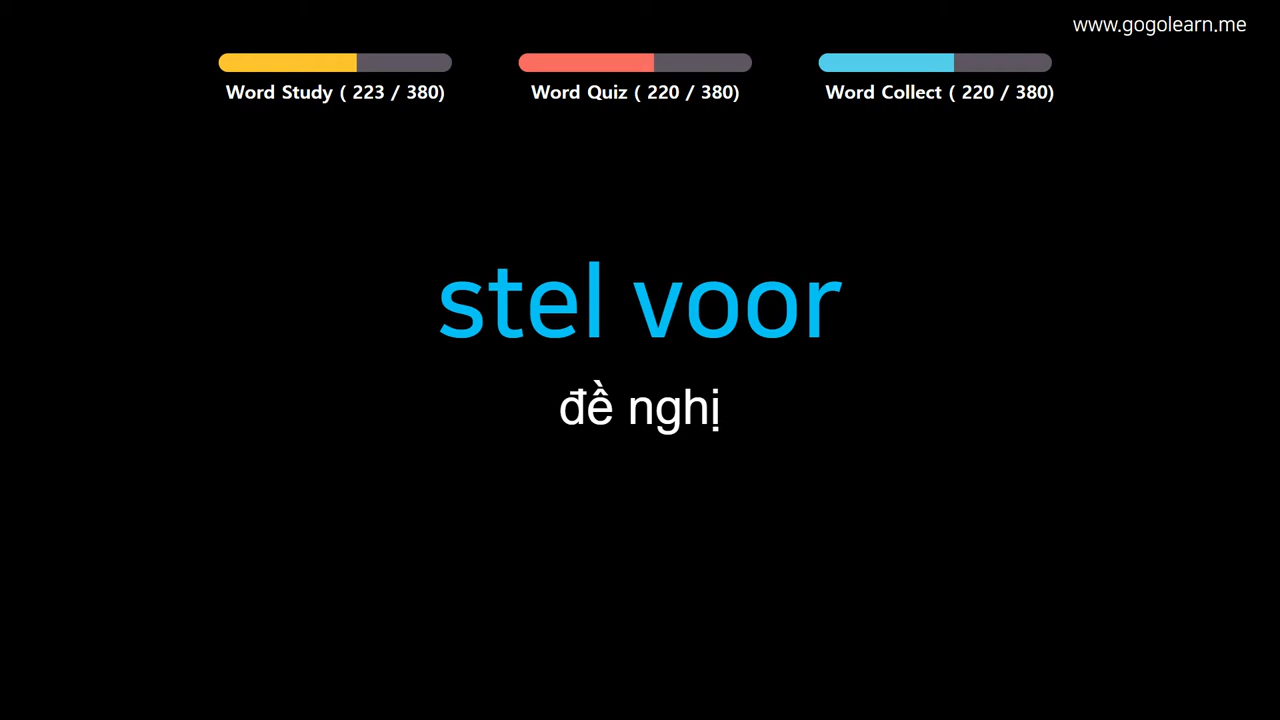 www.gogolearn.me
Word Study ( 223 / 380)
Word Quiz ( 220 / 380)
Word Collect ( 220 / 380)
stel voor
đề nghị